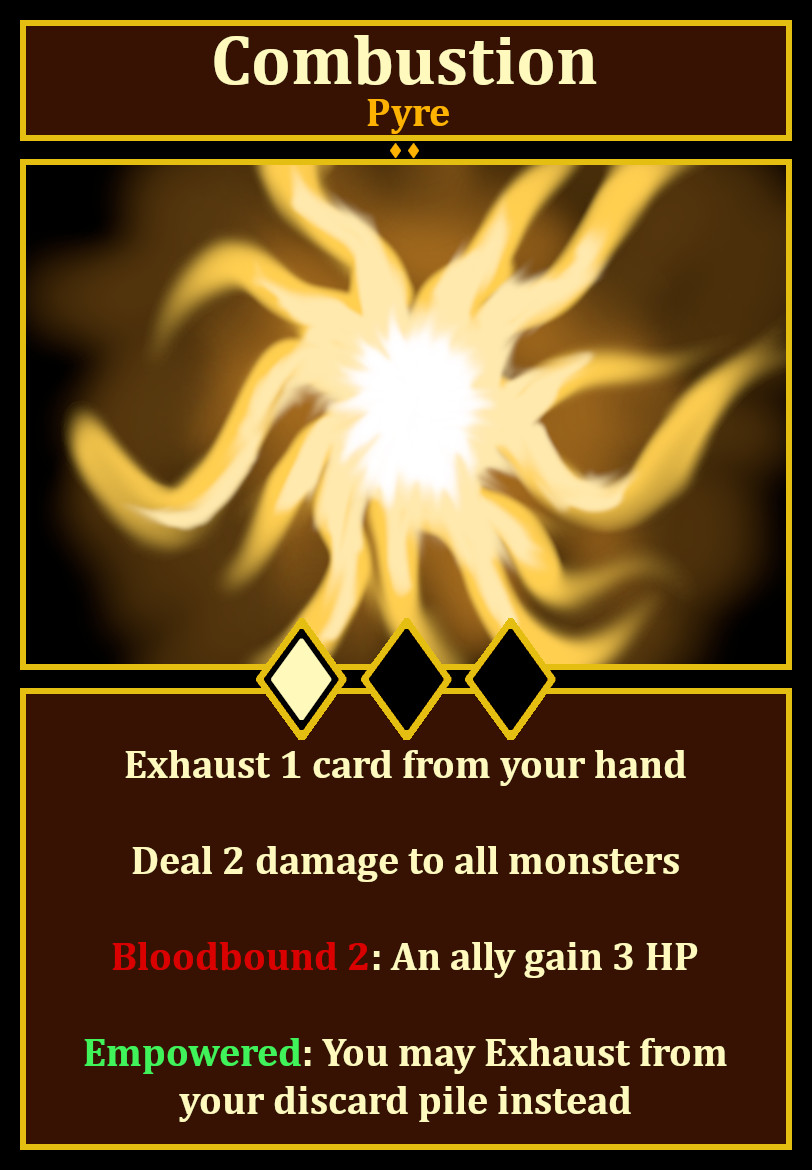 Combustion
Pyre
Exhaust 1 card from your hand
Deal 2 damage to all monsters
Bloodbound 2: An ally gain 3 HP
Empowered: You may Exhaust from
your discard pile instead